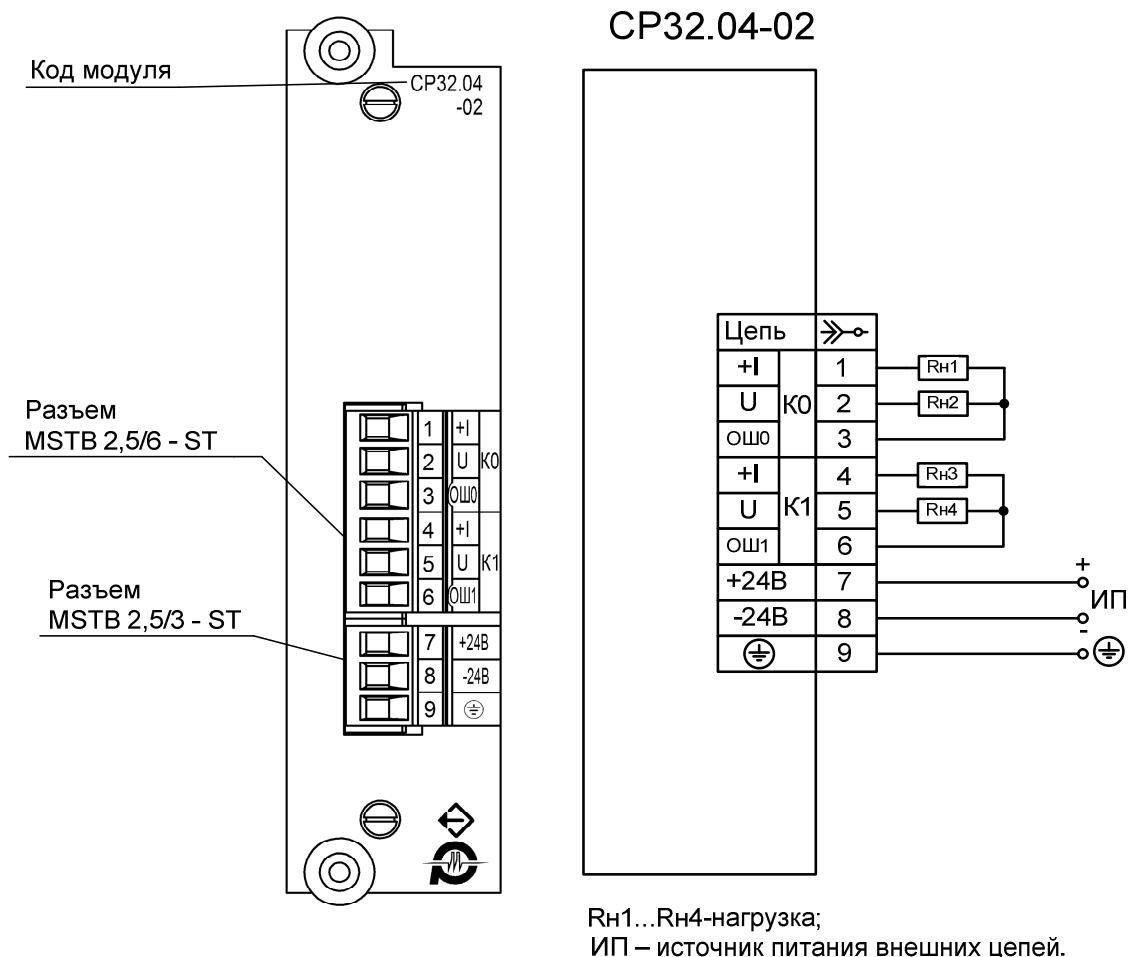 СР32.04-02
Код модуля
СР32.04
-02
Разъем
MSTB 2,5/6 - ST
1 +I
2 U К0
3 ОШ0
4 +I
5 U К1
6 ОШ1
Разъем
MSTB 2,5/3 - ST
7 +24В
8 -24В
9
Цепь
+I 1 Rн1
U К0 2 Rн2
ОШ0 3
+I 4 Rн3
U К1 5 Rн4
ОШ1 6
+24В 7 +
ИП
-24В 8 -
9
Rн1...Rн4-нагрузка;
ИП – источник питания внешних цепей.